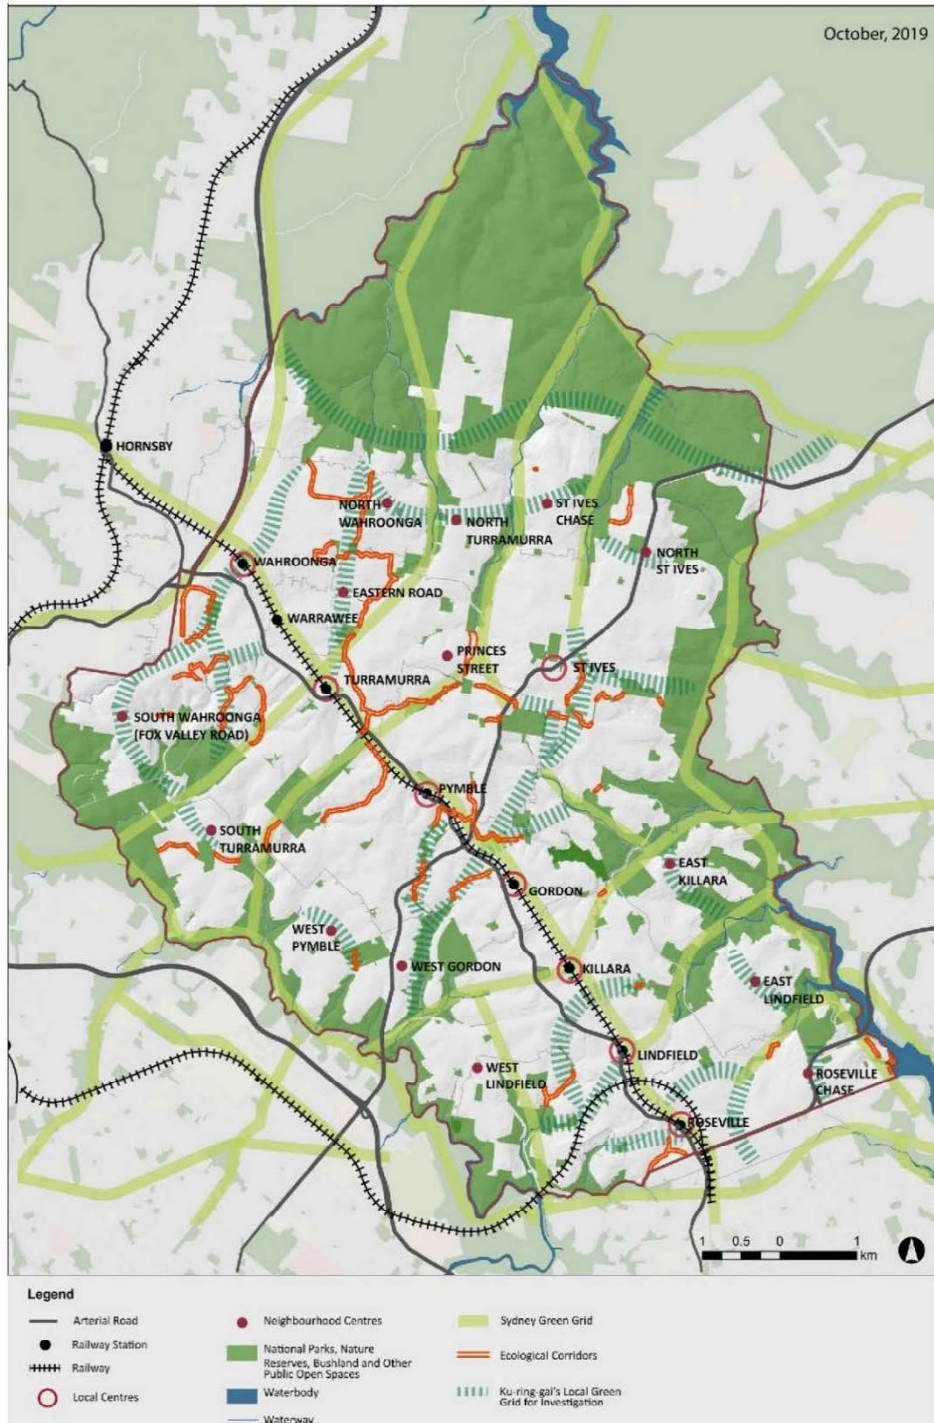 October, 2019
HORNSBY
NORTH
WAHROONGA
NORTH
TURRAMURRA
ST IVES
CHASE
NORTH
ST IVES
WAHROONGA
EASTERN ROAD
WARRAWEE
PRINCES
STREET
ST IVES
TURRAMURRA
SOUTH WAHROONGA
(FOX VALLEY ROAD)
PYMBLE
SOUTH
TURRAMURRA
EAST
KILLARA
GORDON
WEST
PYMBLE
WEST GORDON
KILLARA
EAST
LINDFIELD
LINDFIELD
WEST
LINDFIELD
ROSEVILLE
CHASE
ROSEVILLE
1 0.5 0 1
km
Legend
Arterial Road
Railway Station
Railway
Local Centres
Neighbourhood Centres
National Parks, Nature
Reserves, Bushland and Other
Public Open Spaces
Waterbody
Waterway
Sydney Green Grid
Ecological Corridors
Ku-ring-gai's Local Green
Grid for Investigation